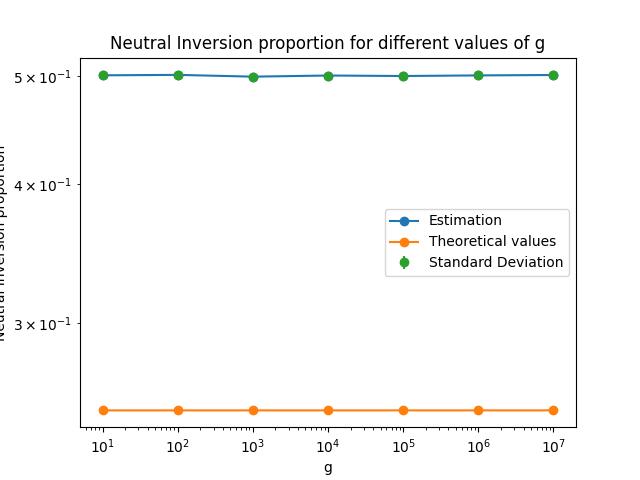 Neutral Inversion proportion for different values of g
Neutral Inversion proportion
5 × 10⁻¹
4 × 10⁻¹
3 × 10⁻¹
Estimation
Theoretical values
Standard Deviation
10¹ 10² 10³ 10⁴ 10⁵ 10⁶ 10⁷
g